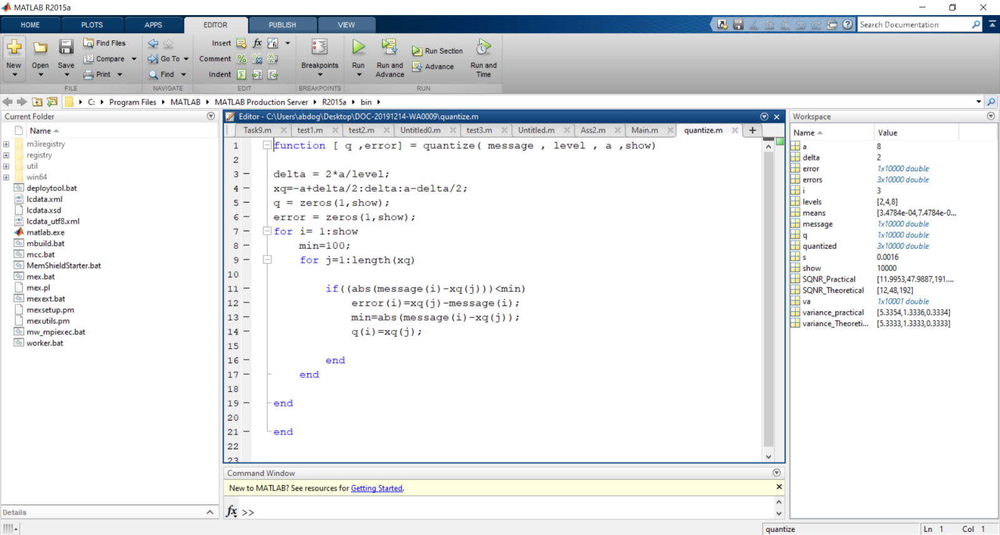 MATLAB R2015a
HOME PLOTS APPS EDITOR PUBLISH VIEW
Search Documentation
New Open Save Find Files Compare Print
FILE
Go To Find
NAVIGATE
Insert fx fi
Comment % %
Indent
EDIT
Breakpoints
BREAKPOINTS
Run Run and Advance Run Section Advance Run and Time
RUN
C: Program Files MATLAB MATLAB Production Server R2015a bin
Current Folder
Name
m3iregistry
registry
util
win64
deploytool.bat
lcdata.xml
lcdata.xsd
lcdata_utf8.xml
matlab.exe
mbuild.bat
mcc.bat
MemShieldStarter.bat
mex.bat
mex.pl
mexext.bat
mexsetup.pm
mexutils.pm
mw_mpiexec.bat
worker.bat
Details
Editor - C:\Users\abdog\Desktop\DOC-20191214-WA0009\quantize.m
Task9.m test1.m test2.m Untitled0.m test3.m Untitled.m Ass2.m Main.m quantize.m +
1 function [ q ,error] = quantize( message , level , a ,show)
2
3 – delta = 2*a/level;
4 – xq=-a+delta/2:delta:a-delta/2;
5 – q = zeros(1,show);
6 – error = zeros(1,show);
7 – for i= 1:show
8 – min=100;
9 – for j=1:length(xq)
10
11 – if((abs(message(i)-xq(j)))<min)
12 – error(i)=xq(j)-message(i);
13 – min=abs(message(i)-xq(j));
14 – q(i)=xq(j);
15
16 – end
17 – end
18
19 – end
20
21 – end
22
23
Command Window
New to MATLAB? See resources for Getting Started.
fx >>
Workspace
Name Value
a 8
delta 2
error 1x10000 double
errors 3x10000 double
i 3
levels [2,4,8]
means [3.4784e-04,7.4784e-0...
message 1x10000 double
q 1x10000 double
quantized 3x10000 double
s 0.0016
show 10000
SQNR_Practical [11.9953,47.9887,191....
SQNR_Theoretical [12,48,192]
va 1x10001 double
variance_practical [5.3354,1.3336,0.3334]
variance_Theoreti... [5.3333,1.3333,0.3333]
quantize Ln 1 Col 1